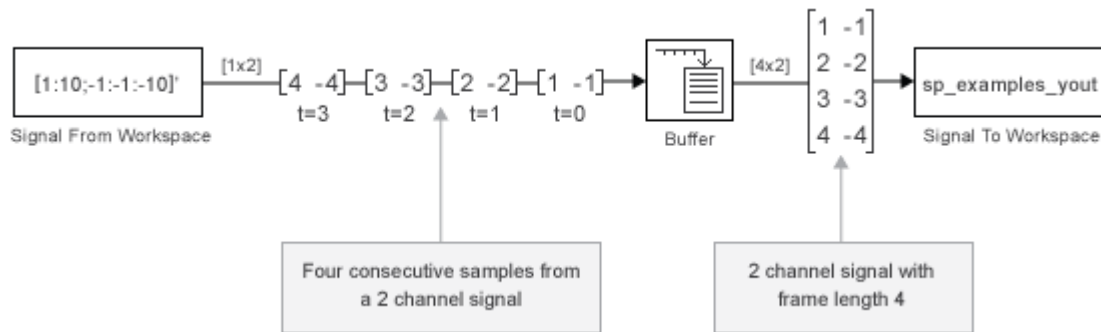 [1:10;-1:-1:-10]'
Signal From Workspace
[1x2]
[4 -4] [3 -3] [2 -2] [1 -1]
t=3 t=2 t=1 t=0
Buffer
[4x2]
1 -1
2 -2
3 -3
4 -4
sp_examples_yout
Signal To Workspace
Four consecutive samples from
a 2 channel signal
2 channel signal with
frame length 4